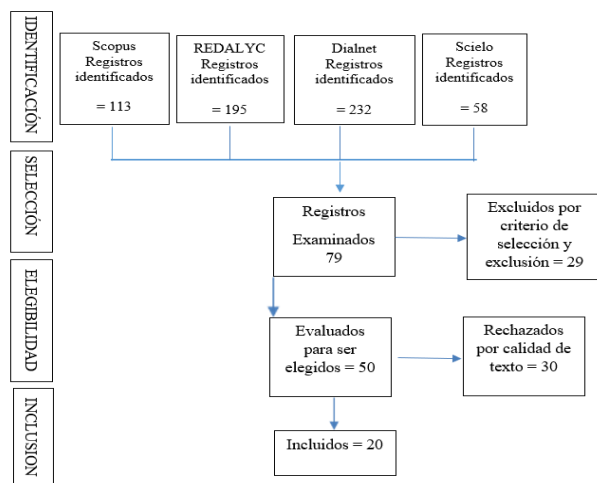 IDENTIFICACIÓN
Scopus
Registros
identificados
= 113
REDALYC
Registros
identificados
= 195
Dialnet
Registros
identificados
= 232
Scielo
Registros
identificados
= 58
SELECCIÓN
Registros
Examinados
79
Excluidos por
criterio de
selección y
exclusión = 29
ELEGIBILIDAD
Evaluados
para ser
elegidos = 50
Rechazados
por calidad de
texto = 30
INCLUSION
Incluidos = 20